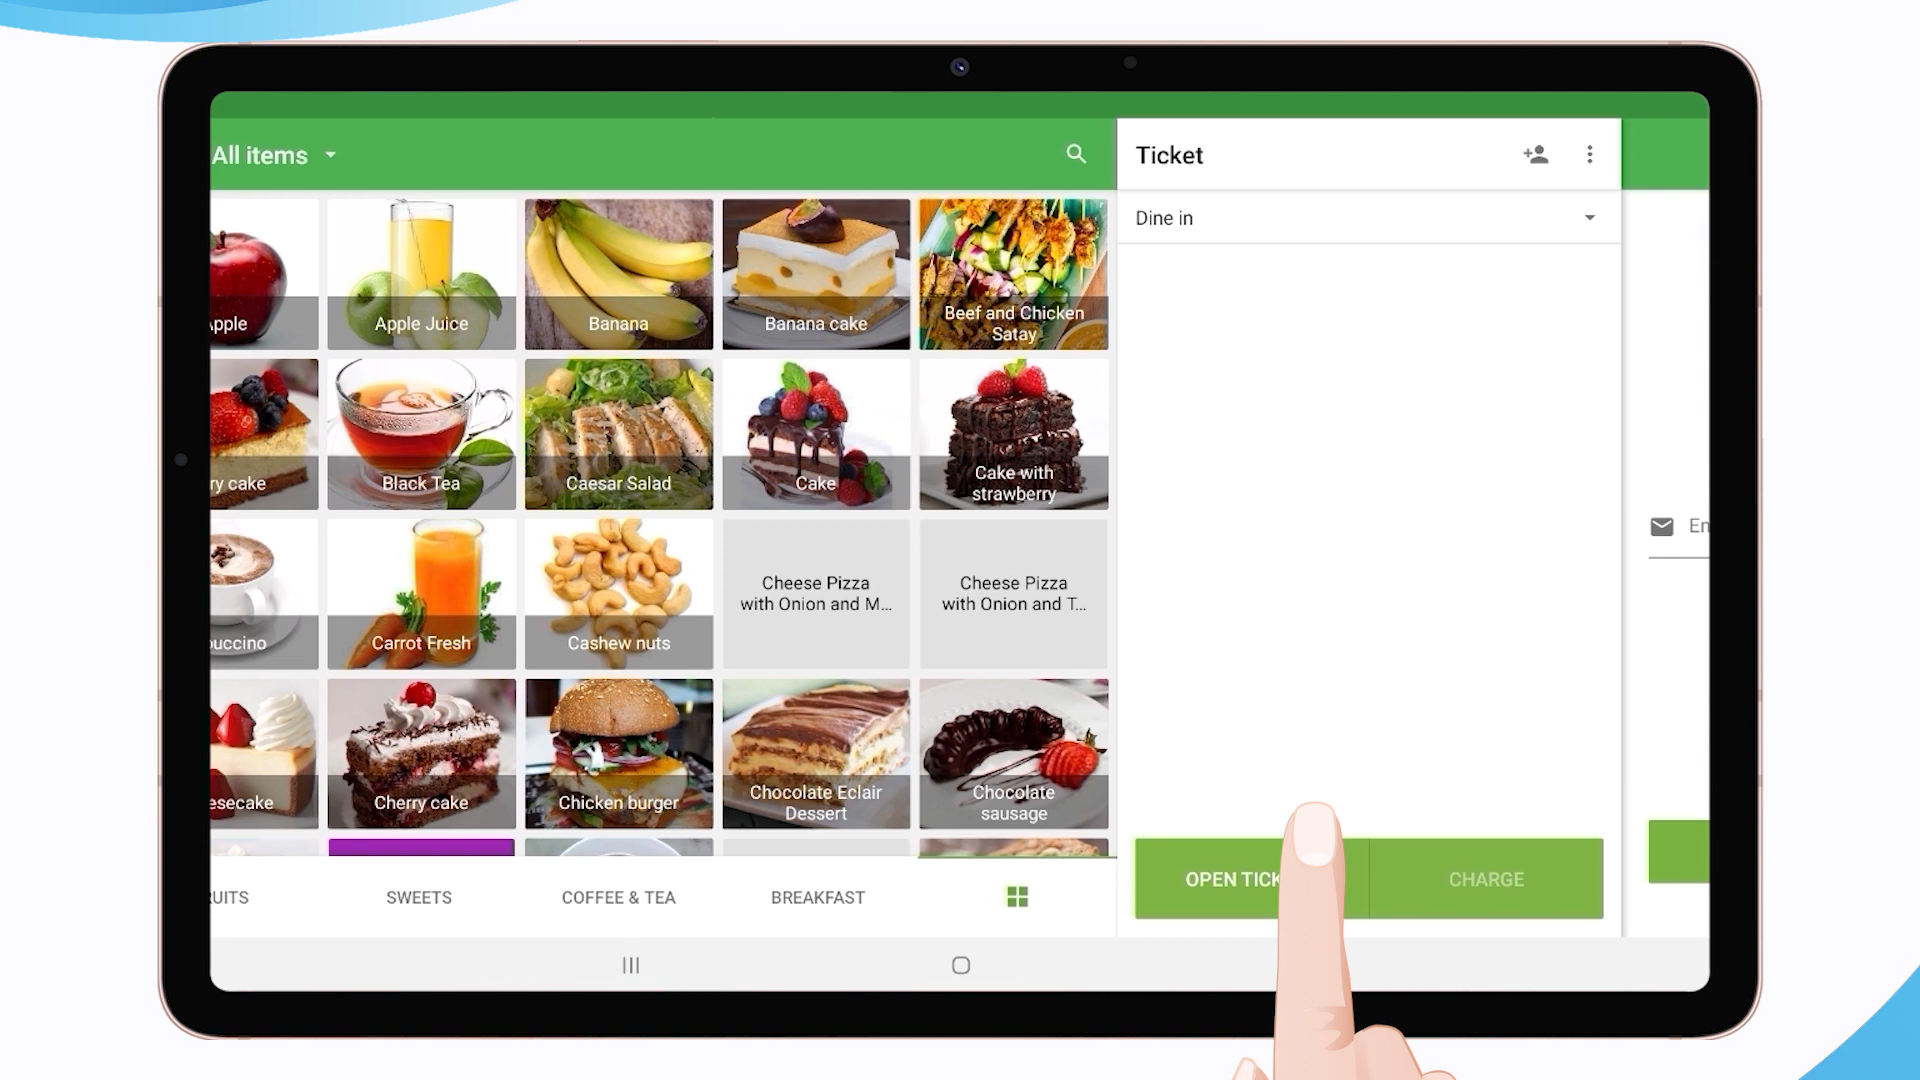 All items
Ticket
Dine in
pple
Apple Juice
Banana
Banana cake
Beef and Chicken
Satay
ry cake
Black Tea
Caesar Salad
Cake
Cake with
strawberry
uccino
Carrot Fresh
Cashew nuts
Cheese Pizza
with Onion and M...
Cheese Pizza
with Onion and T...
En
esecake
Cherry cake
Chicken burger
Chocolate Eclair
Dessert
Chocolate
sausage
OPEN TICK
CHARGE
UITS
SWEETS
COFFEE & TEA
BREAKFAST